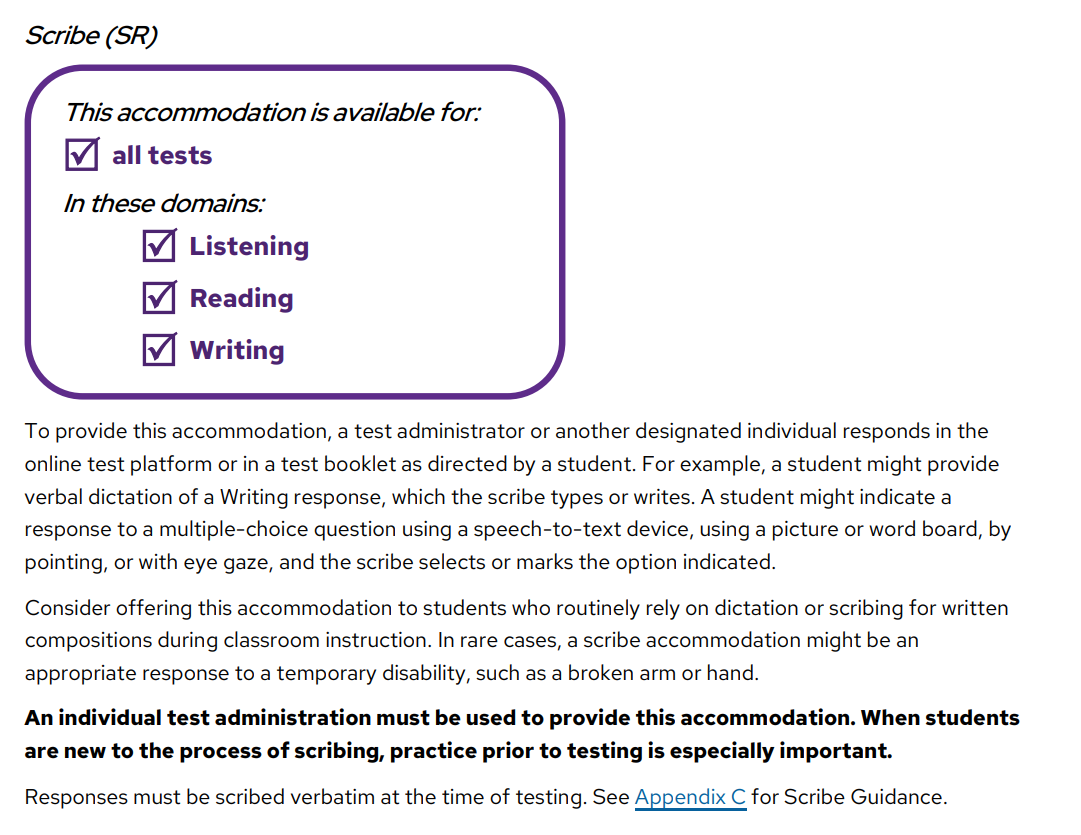 Scribe (SR)
This accommodation is available for:
all tests
In these domains:
Listening
Reading
Writing
To provide this accommodation, a test administrator or another designated individual responds in the
online test platform or in a test booklet as directed by a student. For example, a student might provide
verbal dictation of a Writing response, which the scribe types or writes. A student might indicate a
response to a multiple-choice question using a speech-to-text device, using a picture or word board, by
pointing, or with eye gaze, and the scribe selects or marks the option indicated.
Consider offering this accommodation to students who routinely rely on dictation or scribing for written
compositions during classroom instruction. In rare cases, a scribe accommodation might be an
appropriate response to a temporary disability, such as a broken arm or hand.
An individual test administration must be used to provide this accommodation. When students
are new to the process of scribing, practice prior to testing is especially important.
Responses must be scribed verbatim at the time of testing. See Appendix C for Scribe Guidance.